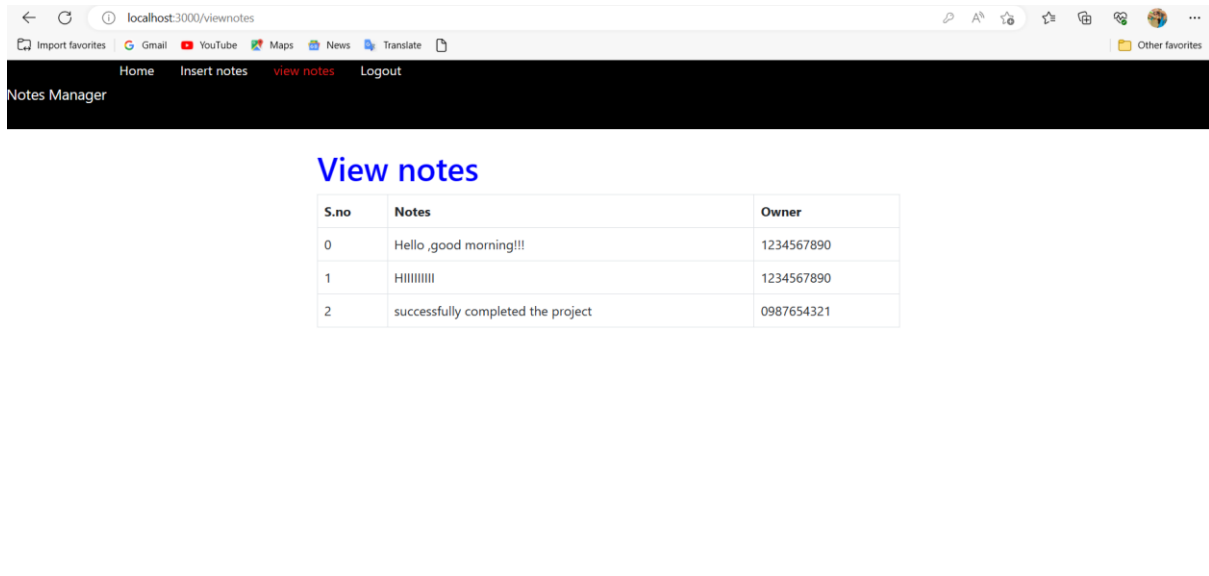 localhost:3000/viewnotes
Import favorites Gmail YouTube Maps News Translate Other favorites
Home Insert notes view notes Logout
Notes Manager
View notes
S.no Notes Owner
0 Hello ,good morning!!! 1234567890
1 HIIIIIIIII 1234567890
2 successfully completed the project 0987654321